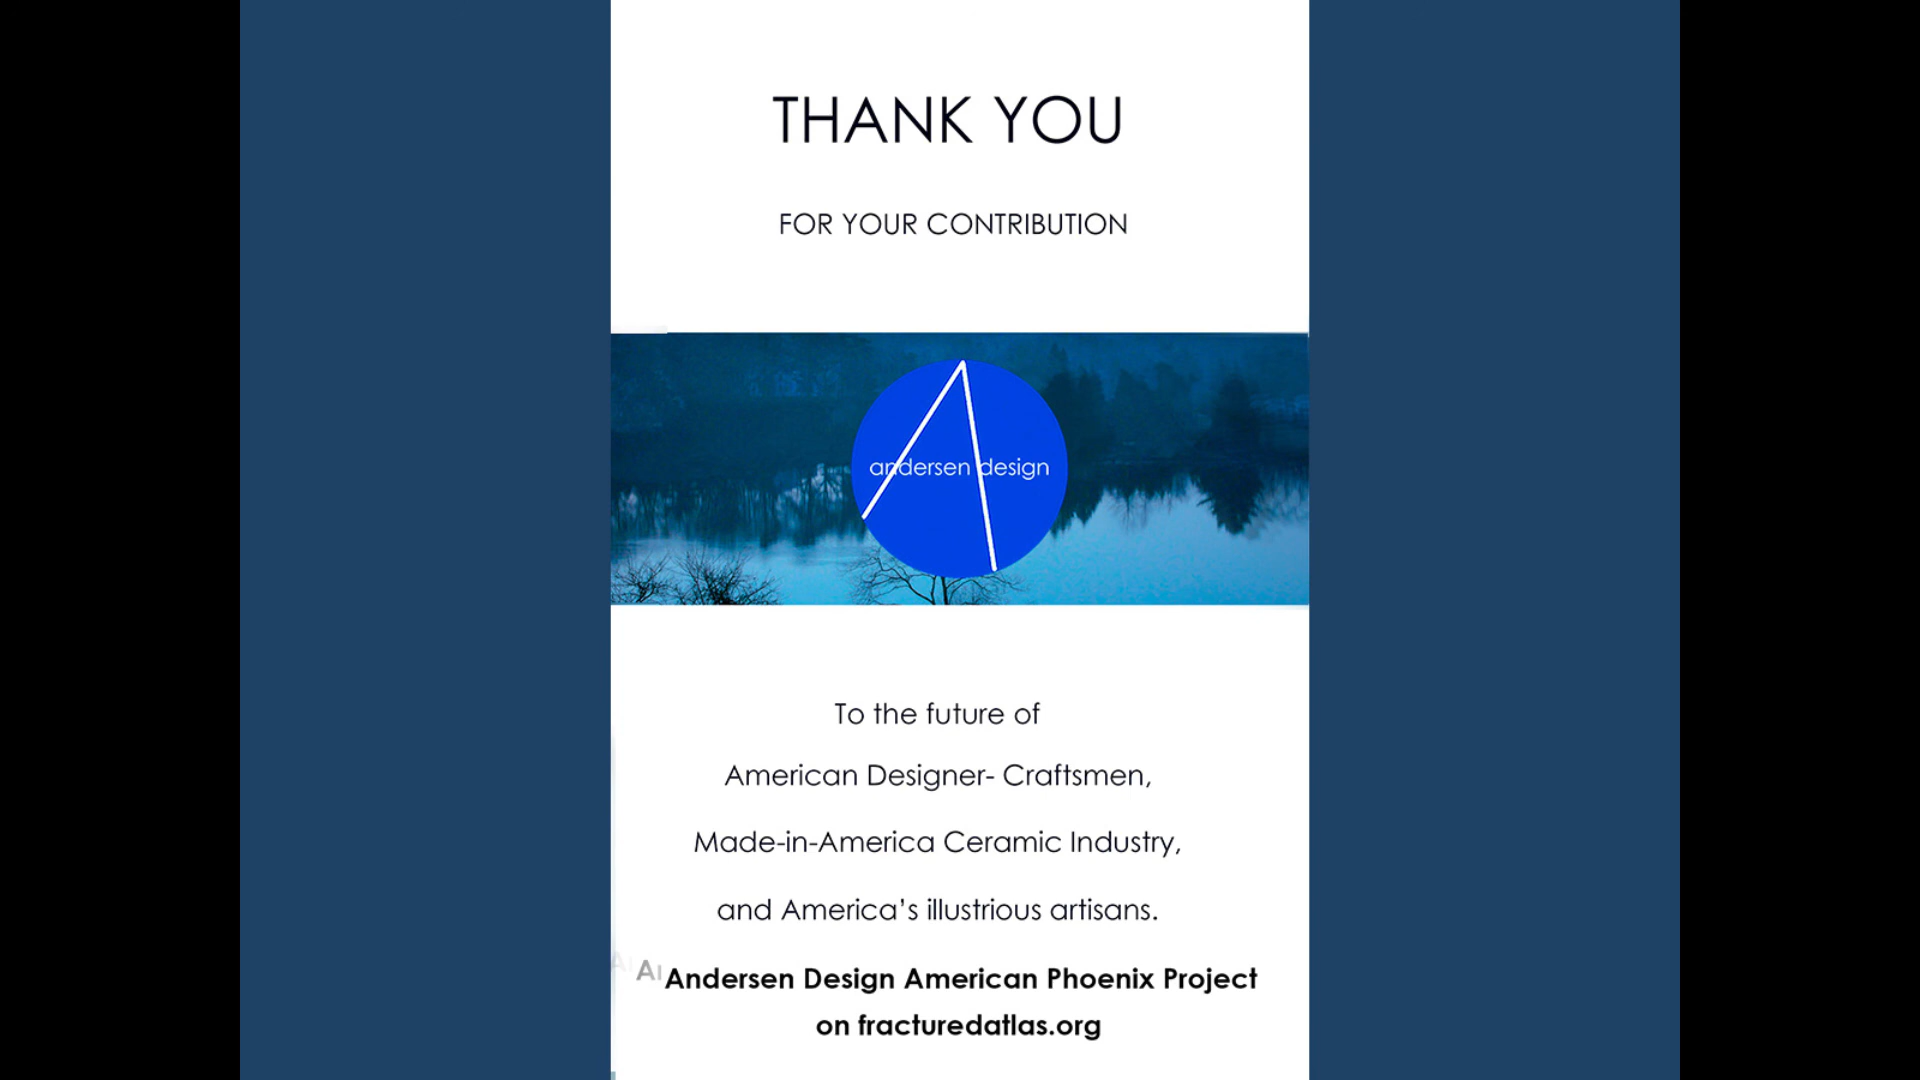 THANK YOU
FOR YOUR CONTRIBUTION
andersen design
To the future of
American Designer- Craftsmen,
Made-in-America Ceramic Industry,
and America’s illustrious artisans.
Andersen Design American Phoenix Project
on fracturedatlas.org